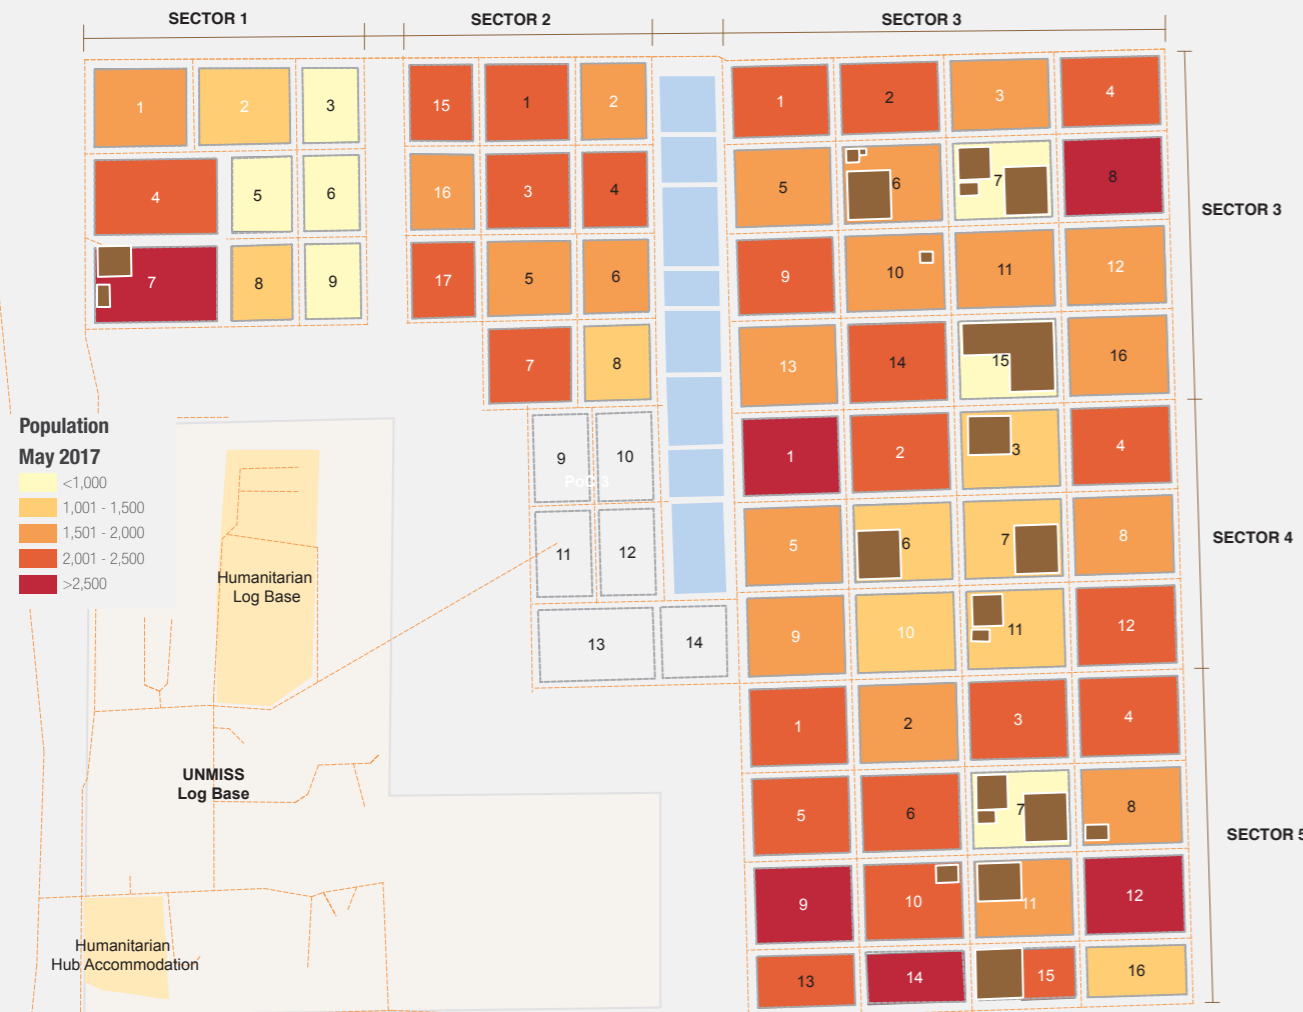 SECTOR 1
SECTOR 2
SECTOR 3
1 2 3
15 1 2
1 2 3 4
4 5 6
16 3 4
5 6 7 8
SECTOR 3
7 8 9
17 5 6
9 10 11 12
7 8
13 14 15 16
Population
May 2017
<1,000
1,001 - 1,500
1,501 - 2,000
2,001 - 2,500
>2,500
9 10
PoC 3
11 12
13 14
1 2 3 4
5 6 7 8
SECTOR 4
9 10 11 12
Humanitarian
Log Base
1 2 3 4
UNMISS
Log Base
5 6 7 8
SECTOR 5
9 10 11 12
Humanitarian
Hub Accommodation
13 14 15 16